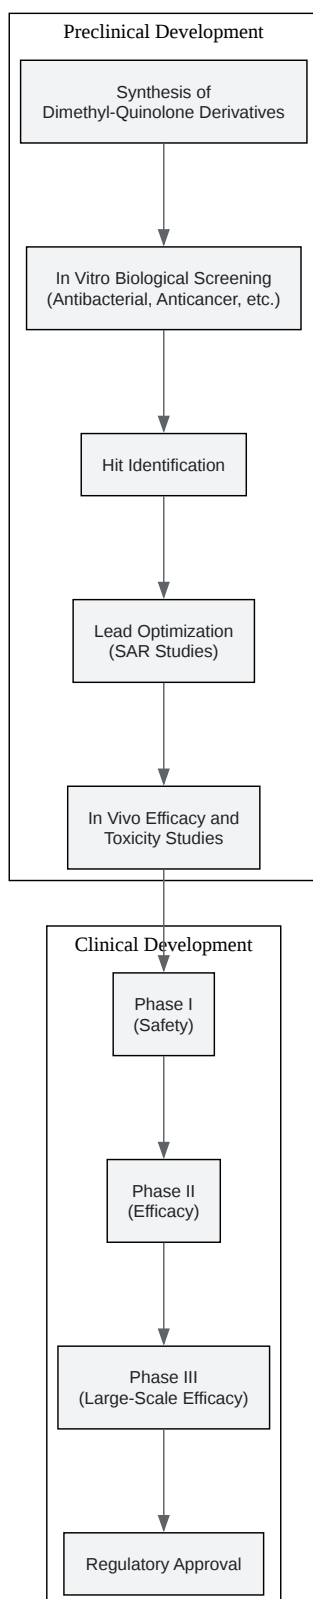 Preclinical Development
Synthesis of
Dimethyl-Quinolone Derivatives
In Vitro Biological Screening
(Antibacterial, Anticancer, etc.)
Hit Identification
Lead Optimization
(SAR Studies)
In Vivo Efficacy and
Toxicity Studies
Clinical Development
Phase I
(Safety)
Phase II
(Efficacy)
Phase III
(Large-Scale Efficacy)
Regulatory Approval